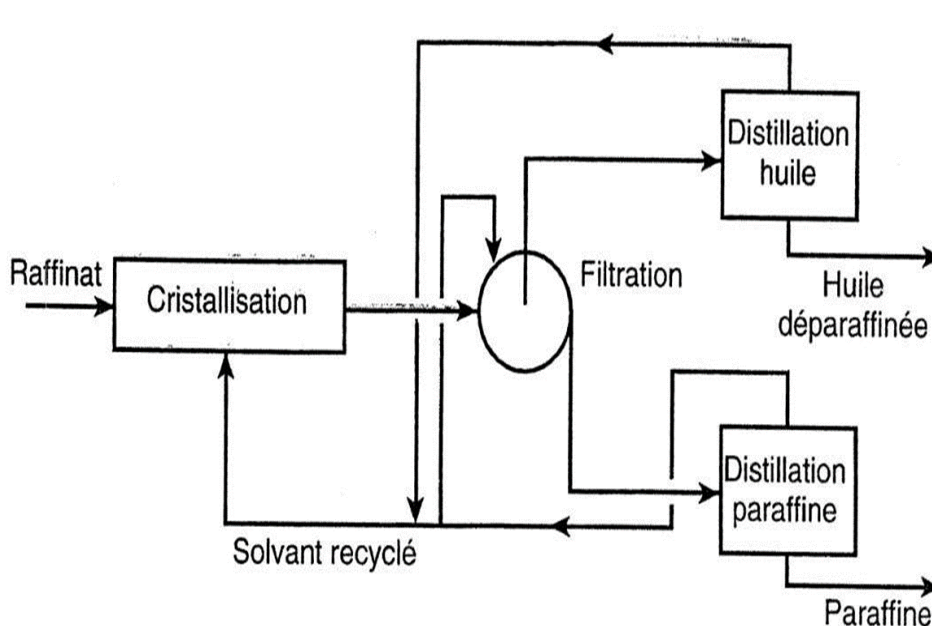 Distillation
huile
Raffinat
Cristallisation
Filtration
Huile
déparaffinée
Distillation
paraffine
Solvant recyclé
Paraffine